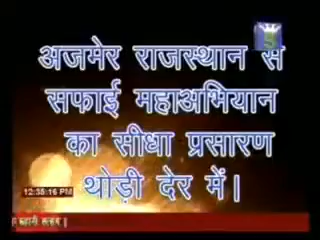 अजमेर राजस्थान से
सफाई महाअभियान
का सीधा प्रसारण
थोड़ी देर में।
12:35:16 PM